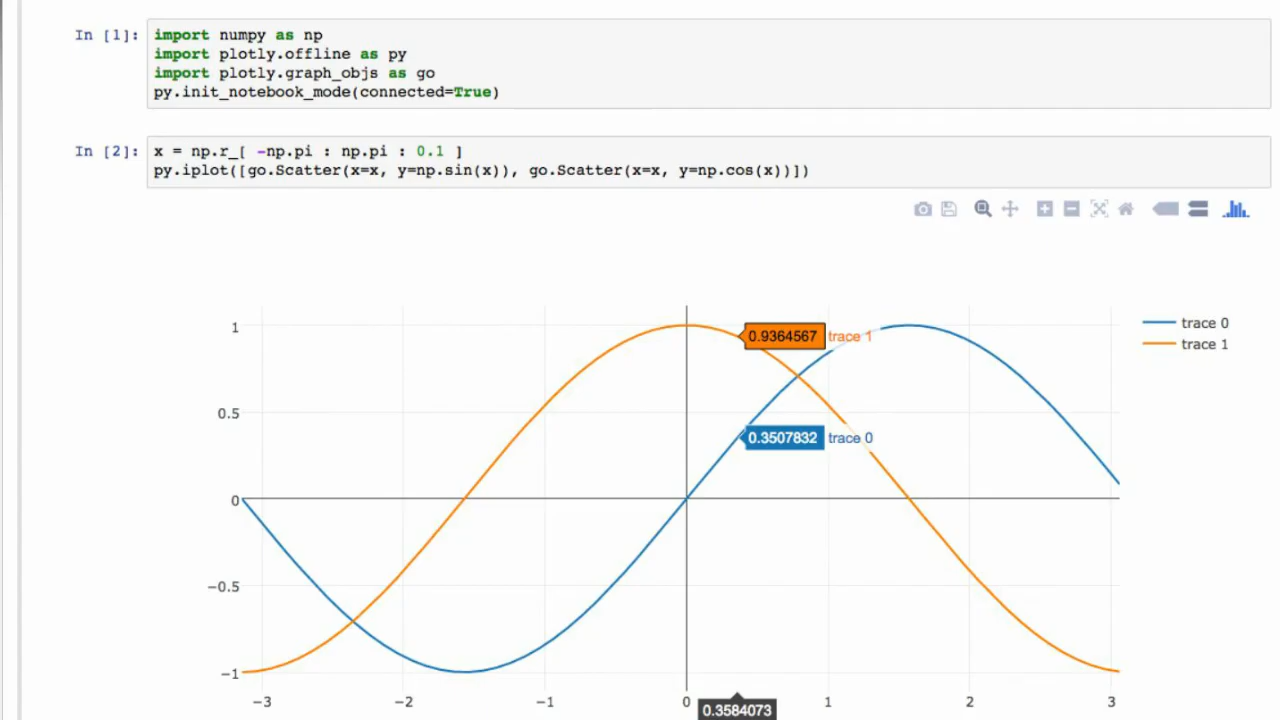 In [1]: import numpy as np
import plotly.offline as py
import plotly.graph_objs as go
py.init_notebook_mode(connected=True)
In [2]: x = np.r_[ -np.pi : np.pi : 0.1 ]
py.iplot([go.Scatter(x=x, y=np.sin(x)), go.Scatter(x=x, y=np.cos(x))])
1
0.9364567 trace 1
trace 0
trace 1
0.5
0.3507832 trace 0
0
−0.5
−1
−3 −2 −1 0 1 2 3
0.3584073